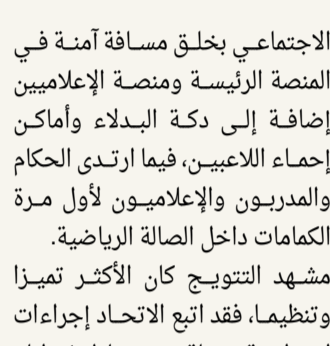 الاجتماعي بخلق مسافة آمنة في
المنصة الرئيسة ومنصة الإعلاميين
إضافة إلى دكة البدلاء وأماكن
إحماء اللاعبين، فيما ارتدى الحكام
والمدربون والإعلاميون لأول مرة
الكمامات داخل الصالة الرياضية.
مشهد التتويج كان الأكثر تميزا
وتنظيما، فقد اتبع الاتحاد إجراءات